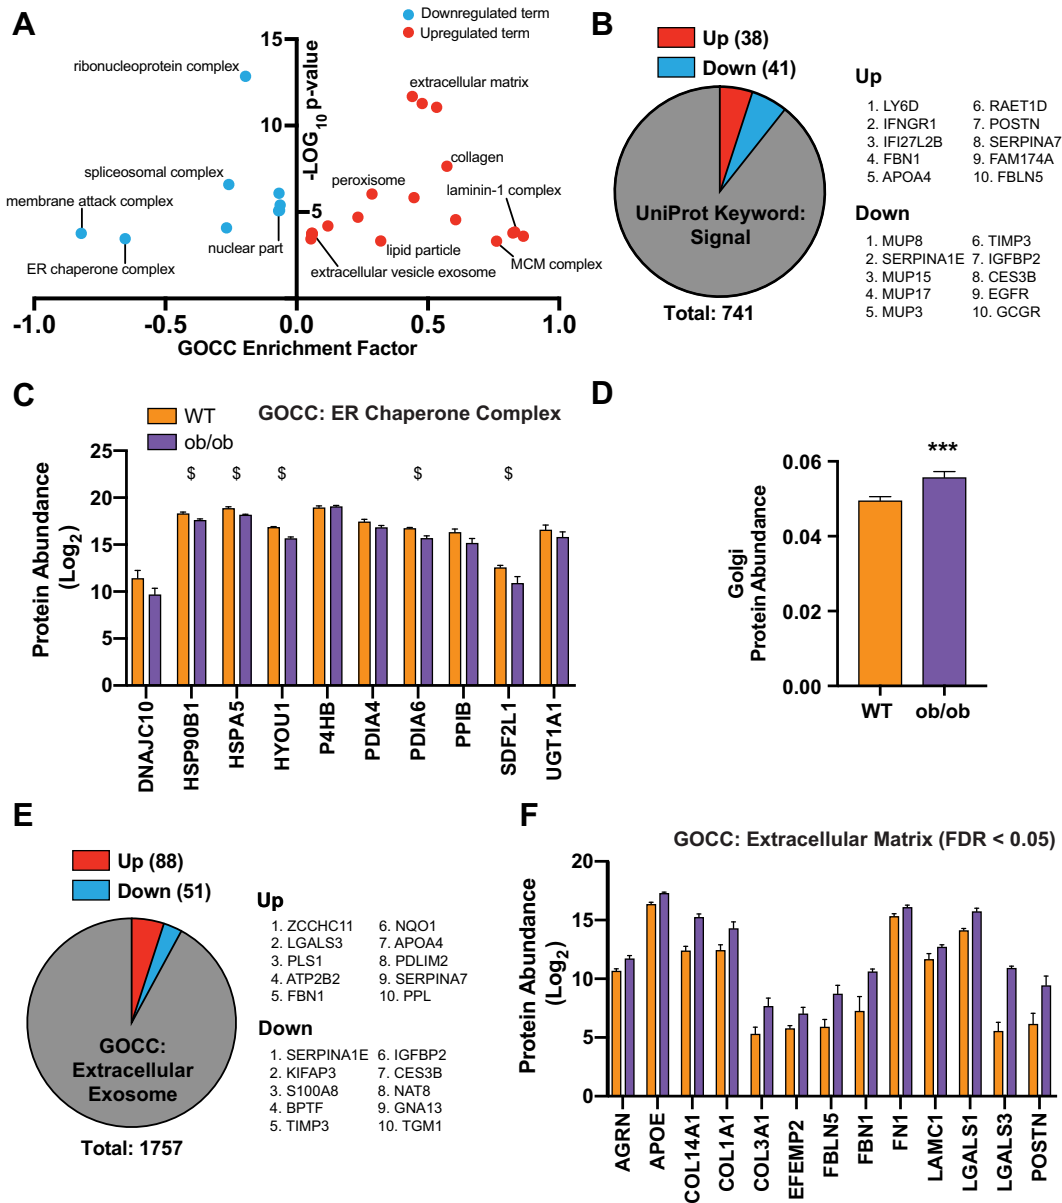 A
Downregulated term
Upregulated term
15
10
5
-LOG10 p-value
ribonucleoprotein complex
extracellular matrix
spliceosomal complex
collagen
peroxisome
laminin-1 complex
membrane attack complex
nuclear part
lipid particle
ER chaperone complex
extracellular vesicle exosome
MCM complex
-1.0 -0.5 0.0 0.5 1.0
GOCC Enrichment Factor
B
Up (38)
Down (41)
UniProt Keyword:
Signal
Total: 741
Up
1. LY6D 6. RAET1D
2. IFNGR1 7. POSTN
3. IFI27L2B 8. SERPINA7
4. FBN1 9. FAM174A
5. APOA4 10. FBLN5
Down
1. MUP8 6. TIMP3
2. SERPINA1E 7. IGFBP2
3. MUP15 8. CES3B
4. MUP17 9. EGFR
5. MUP3 10. GCGR
C
WT
ob/ob
GOCC: ER Chaperone Complex
Protein Abundance
(Log2)
25
20
15
10
5
0
$ $ $ $ $
DNAJC10 HSP90B1 HSPA5 HYOU1 P4HB PDIA4 PDIA6 PPIB SDF2L1 UGT1A1
D
***
Golgi
Protein Abundance
0.06
0.04
0.02
0.00
WT ob/ob
E
Up (88)
Down (51)
GOCC:
Extracellular
Exosome
Total: 1757
Up
1. ZCCHC11 6. NQO1
2. LGALS3 7. APOA4
3. PLS1 8. PDLIM2
4. ATP2B2 9. SERPINA7
5. FBN1 10. PPL
Down
1. SERPINA1E 6. IGFBP2
2. KIFAP3 7. CES3B
3. S100A8 8. NAT8
4. BPTF 9. GNA13
5. TIMP3 10. TGM1
F
GOCC: Extracellular Matrix (FDR < 0.05)
Protein Abundance
(Log2)
20
15
10
5
0
AGRN APOE COL14A1 COL1A1 COL3A1 EFEMP2 FBLN5 FBN1 FN1 LAMC1 LGALS1 LGALS3 POSTN